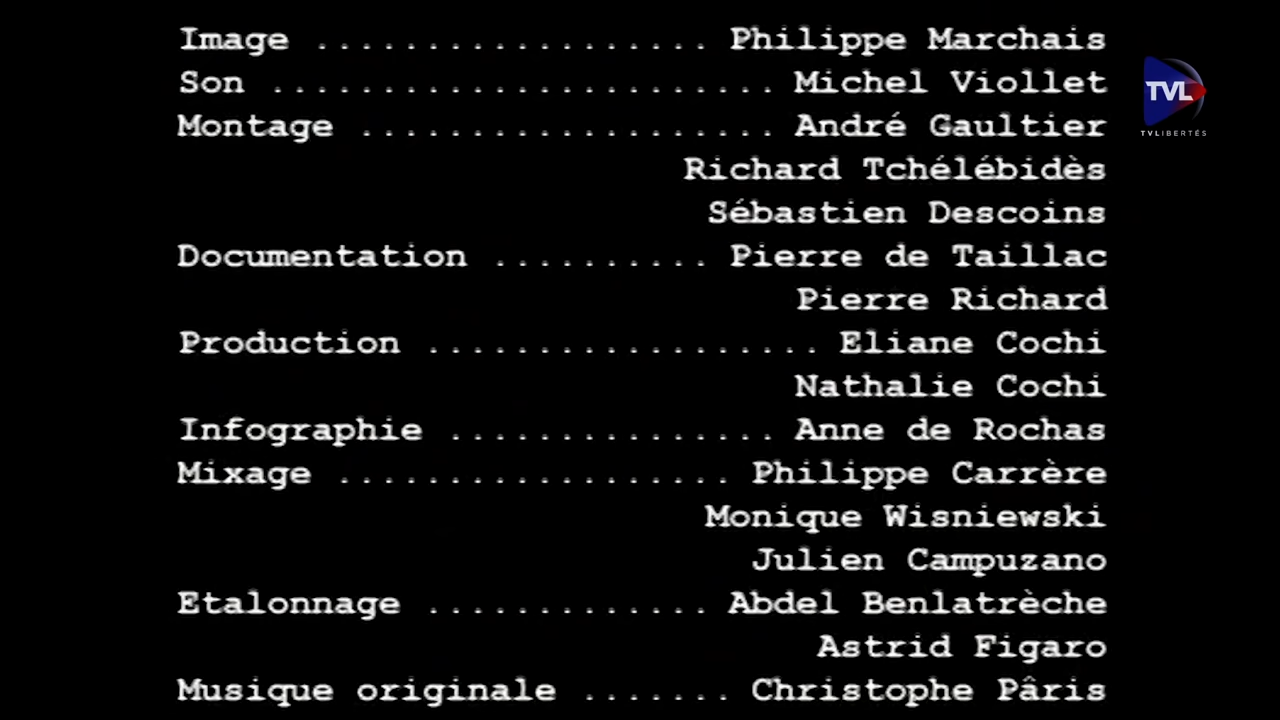 Image .................. Philippe Marchais
Son ....................... Michel Viollet
Montage ................... André Gaultier
Richard Tchélébidès
Sébastien Descoins
Documentation .......... Pierre de Taillac
Pierre Richard
Production .................. Eliane Cochi
Nathalie Cochi
Infographie ............... Anne de Rochas
Mixage .................. Philippe Carrère
Monique Wisniewski
Julien Campuzano
Etalonnage ............. Abdel Benlatrèche
Astrid Figaro
Musique originale ....... Christophe Pâris
TVL
TVLIBERTÉS